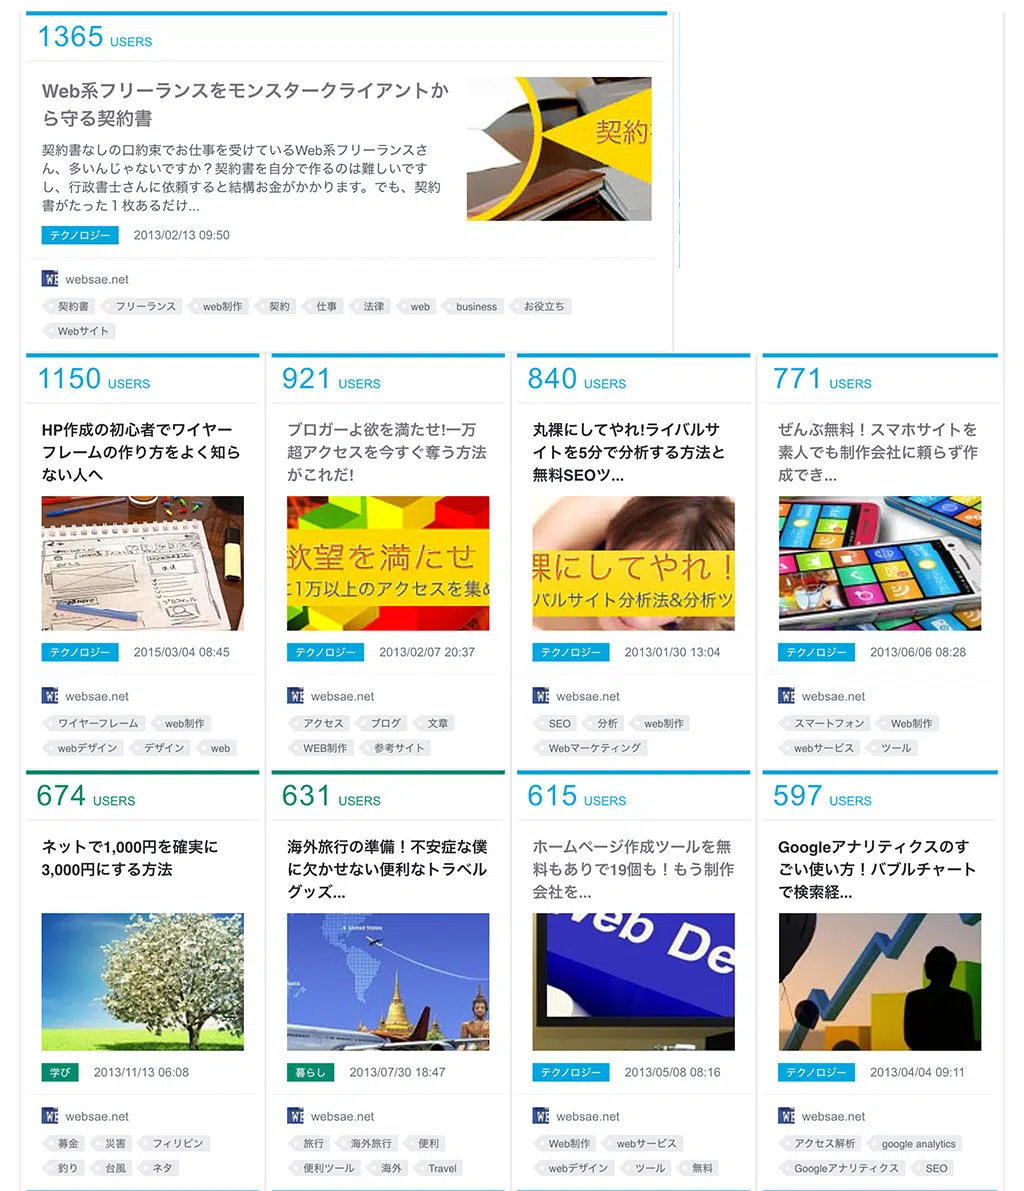 1365 USERS
Web系フリーランスをモンスタークライアントか
ら守る契約書
契約
契約書なしの口約束でお仕事を受けているWeb系フリーランスさ
ん、多いんじゃないですか？契約書を自分で作るのは難しいです
し、行政書士さんに依頼すると結構お金がかかります。でも、契約
書がたった１枚あるだけ...
テクノロジー 2013/02/13 09:50
websae.net
契約書 フリーランス web制作 契約 仕事 法律 web business お役立ち
Webサイト
1150 USERS
HP作成の初心者でワイヤー
フレームの作り方をよく知ら
ない人へ
ad
テクノロジー 2015/03/04 08:45
websae.net
ワイヤーフレーム web制作
webデザイン デザイン web
921 USERS
ブロガーよ欲を満たせ!一万
超アクセスを今すぐ奪う方法
がこれだ!
欲望を満たせ
に1万以上のアクセスを集め
テクノロジー 2013/02/07 20:37
websae.net
アクセス ブログ 文章
WEB制作 参考サイト
840 USERS
丸裸にしてやれ!ライバルサ
イトを5分で分析する方法と
無料SEOツ...
裸にしてやれ！
バルサイト分析法&分析ツ
テクノロジー 2013/01/30 13:04
websae.net
SEO 分析 web制作
Webマーケティング
771 USERS
ぜんぶ無料！スマホサイトを
素人でも制作会社に頼らず作
成でき...
テクノロジー 2013/06/06 08:28
websae.net
スマートフォン Web制作
webサービス ツール
674 USERS
ネットで1,000円を確実に
3,000円にする方法
学び 2013/11/13 06:08
websae.net
募金 災害 フィリピン
釣り 台風 ネタ
631 USERS
海外旅行の準備！不安症な僕
に欠かせない便利なトラベル
グッズ...
United States
暮らし 2013/07/30 18:47
websae.net
旅行 海外旅行 便利
便利ツール 海外 Travel
615 USERS
ホームページ作成ツールを無
料もありで19個も！もう制作
会社を...
Web De
テクノロジー 2013/05/08 08:16
websae.net
Web制作 webサービス
webデザイン ツール 無料
597 USERS
Googleアナリティクスのす
ごい使い方！バブルチャート
で検索経...
テクノロジー 2013/04/04 09:11
websae.net
アクセス解析 google analytics
Googleアナリティクス SEO